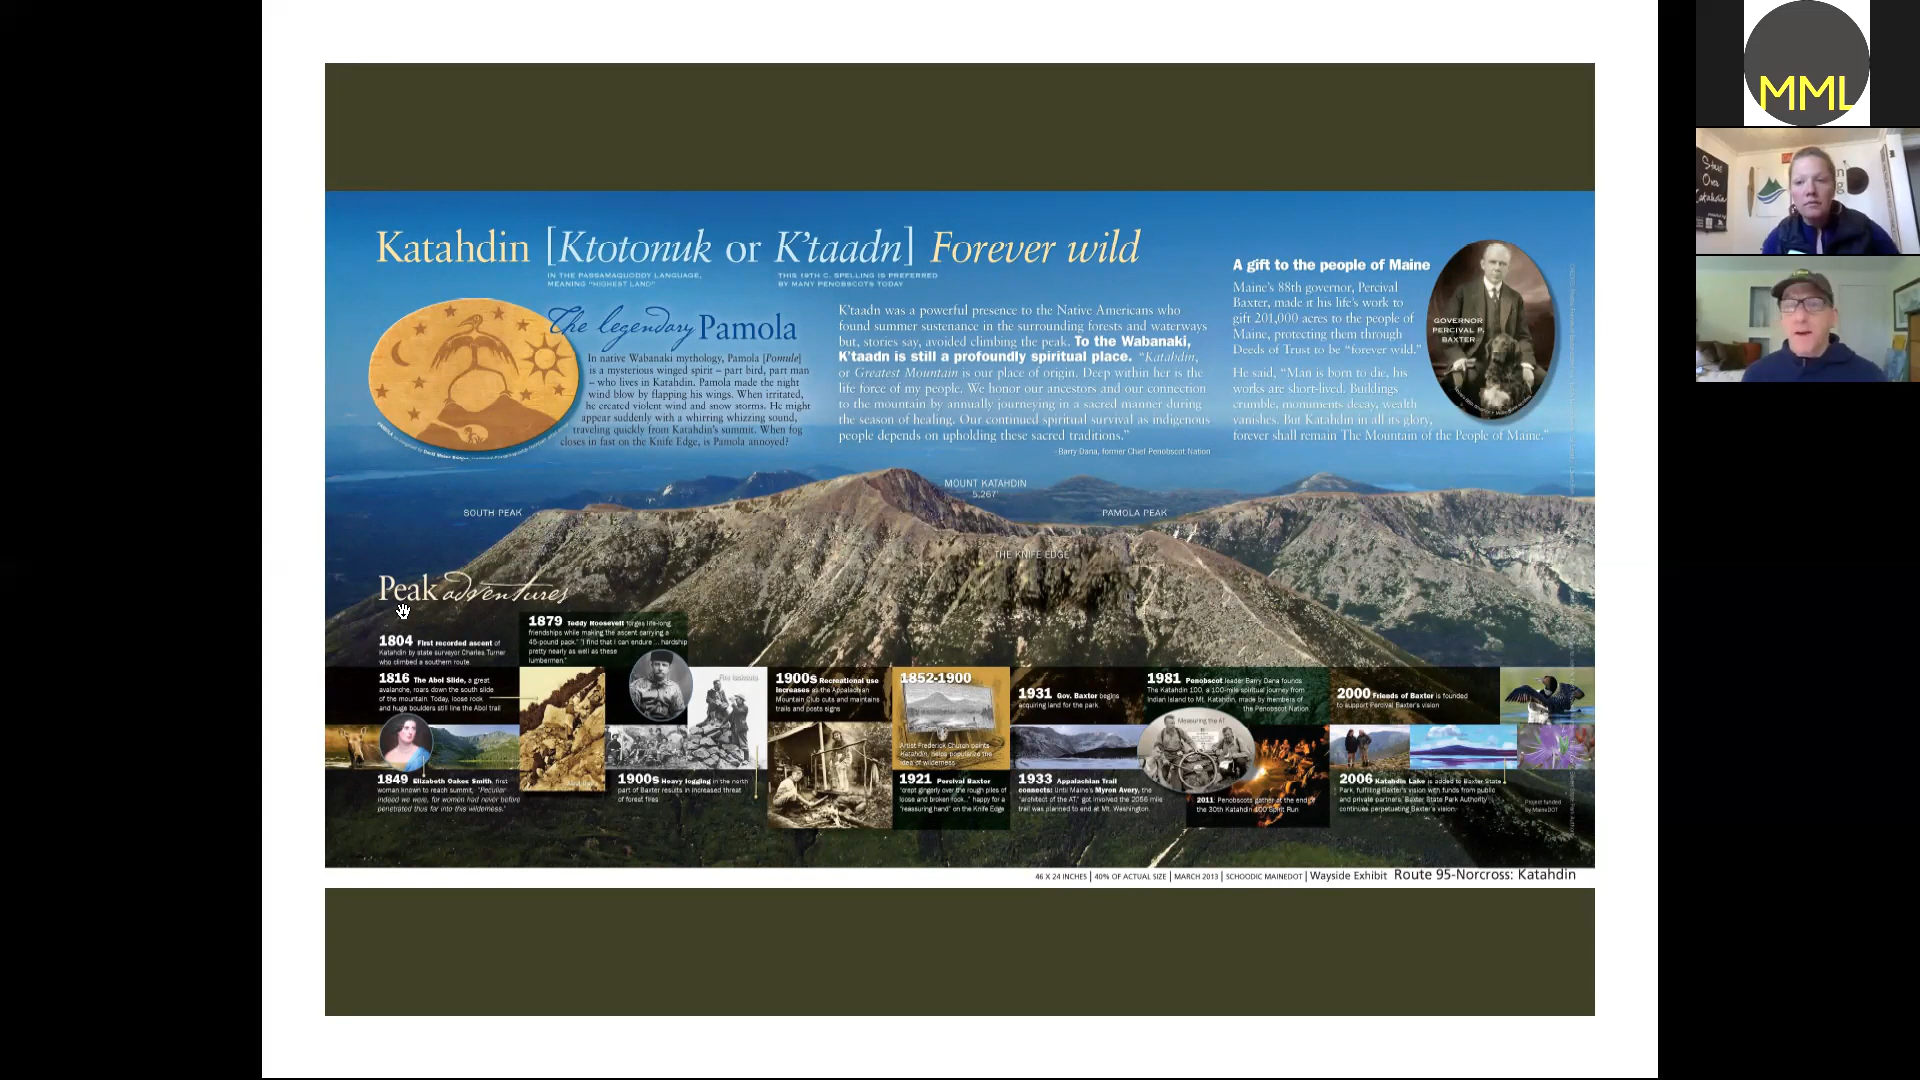 Katahdin [Ktotonuk or K'taadn] Forever wild
IN THE PASSAMAQUODDY LANGUAGE,
MEANING "HIGHEST LAND"
THIS 19TH C. SPELLING IS PREFERRED
BY MANY PENOBSCOTS TODAY
The legendary Pamola
In native Wabanaki mythology, Pamola [Pomule]
is a mysterious winged spirit – part bird, part man
– who lives in Katahdin. Pamola made the night
wind blow by flapping his wings. When irritated,
he created violent wind and snow storms. He might
appear suddenly with a whirring whizzing sound,
traveling quickly from Katahdin's summit. When fog
closes in fast on the Knife Edge, is Pamola annoyed?
K'taadn was a powerful presence to the Native Americans who
found summer sustenance in the surrounding forests and waterways
but, stories say, avoided climbing the peak. To the Wabanaki,
K'taadn is still a profoundly spiritual place. "Katahdin,
or Greatest Mountain is our place of origin. Deep within her is the
life force of my people. We honor our ancestors and our connection
to the mountain by annually journeying in a sacred manner during
the season of healing. Our continued spiritual survival as indigenous
people depends on upholding these sacred traditions."
- Barry Dana, former Chief Penobscot Nation
A gift to the people of Maine
Maine's 88th governor, Percival
Baxter, made it his life's work to
gift 201,000 acres to the people of
Maine, protecting them through
Deeds of Trust to be "forever wild."
He said, "Man is born to die, his
works are short-lived. Buildings
crumble, monuments decay, wealth
vanishes. But Katahdin in all its glory,
forever shall remain The Mountain of the People of Maine."
GOVERNOR
PERCIVAL P.
BAXTER
MOUNT KATAHDIN
5,267'
SOUTH PEAK
PAMOLA PEAK
THE KNIFE EDGE
Peak adventures
1804 First recorded ascent of
Katahdin by state surveyor Charles Turner
who climbed a southern route.
1816 The Abol Slide, a great
avalanche, roars down the south slide
of the mountain. Today, loose rock
and huge boulders still line the Abol trail
1849 Elizabeth Oakes Smith, first
woman known to reach summit, "Peculiar
indeed we were, for women had never before
penetrated thus far into this wilderness."
1879 Teddy Roosevelt forges life-long
friendships while making the ascent carrying a
45-pound pack." "I find that I can endure ... hardship
pretty nearly as well as these
lumbermen."
Fire lookouts
1900s Heavy logging in the north
part of Baxter results in increased threat
of forest fires
1900s Recreational use
increases as the Appalachian
Mountain Club cuts and maintains
trails and posts signs
1852-1900
Artist Frederick Church paints
Katahdin, helps popularize the
idea of wilderness
1921 Percival Baxter
"crept gingerly over the rough piles of
loose and broken rock..." happy for a
"reassuring hand" on the Knife Edge
1931 Gov. Baxter begins
acquiring land for the park.
1933 Appalachian Trail
connects: Until Maine's Myron Avery, the
"architect of the AT," got involved the 2056 mile
trail was planned to end at Mt. Washington.
1981 Penobscot leader Barry Dana founds
The Katahdin 100, a 100-mile spiritual journey from
Indian Island to Mt. Katahdin, made by members of
the Penobscot Nation.
Measuring the AT
2011: Penobscots gather at the end of
the 30th Katahdin 100 Spirit Run
2000 Friends of Baxter is founded
to support Percival Baxter's vision
2006 Katahdin Lake is added to Baxter State
Park, fulfilling Baxter's vision with funds from public
and private partners. Baxter State Park Authority
continues perpetuating Baxter's vision.
Project funded
by MaineDOT
46 X 24 INCHES | 40% OF ACTUAL SIZE | MARCH 2013 | SCHOODIC MAINEDOT | Wayside Exhibit Route 95-Norcross: Katahdin
MML
Stars
Over
Katahdin